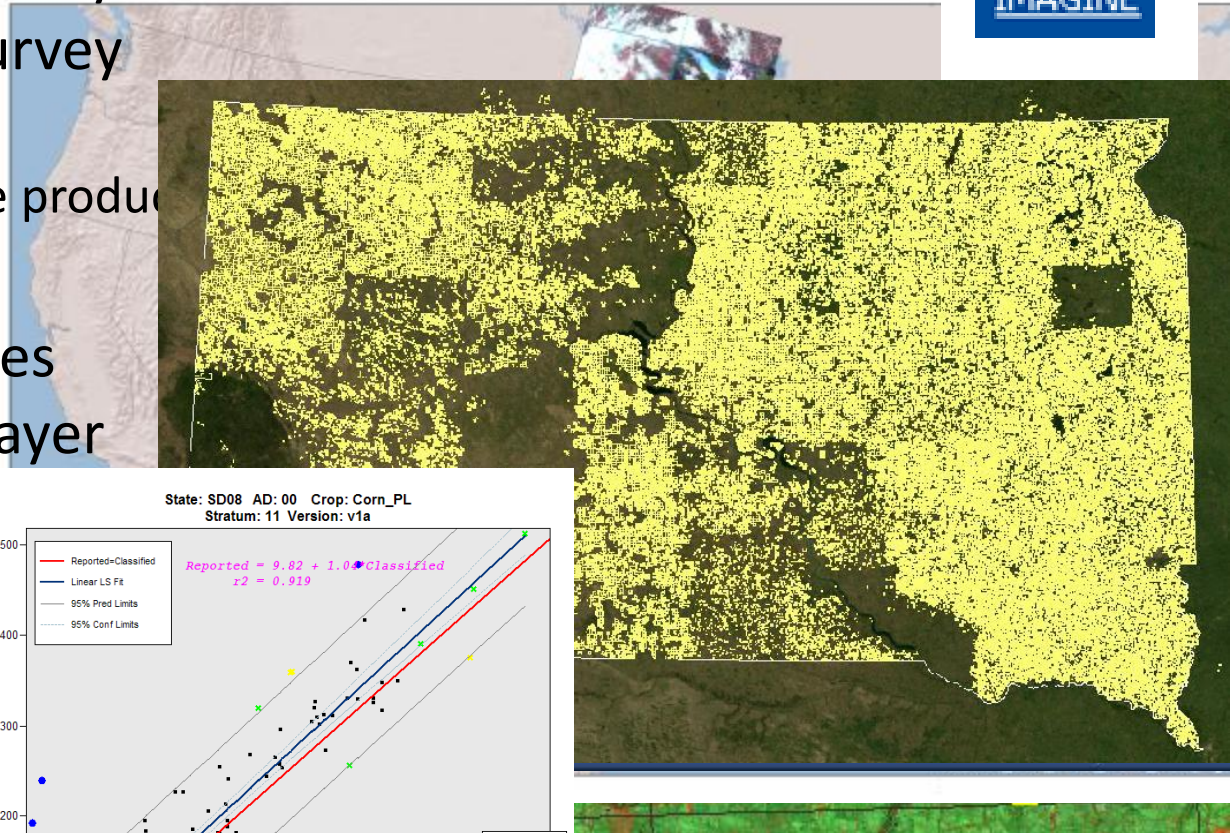 IMAGINE
urvey
e produc
es
ayer
State: SD08 AD: 00 Crop: Corn_PL
Stratum: 11 Version: v1a
500
Reported=Classified
Linear LS Fit
95% Pred Limits
95% Conf Limits
Reported = 9.82 + 1.04*Classified
r2 = 0.919
400
300
200